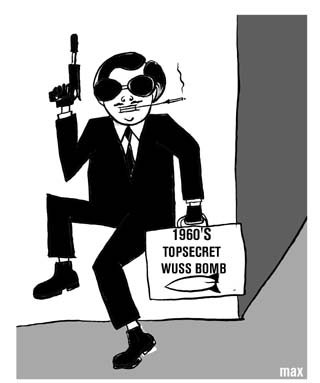 1960'S
TOPSECRET
WUSS BOMB
max